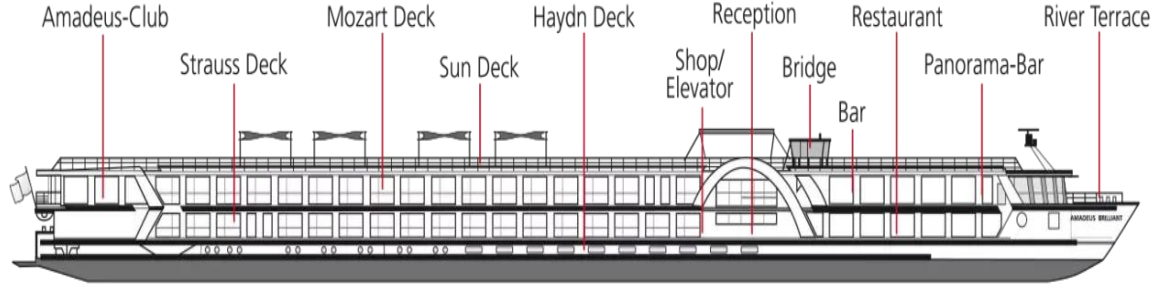 Amadeus-Club
Mozart Deck
Haydn Deck
Reception
Restaurant
River Terrace
Strauss Deck
Sun Deck
Shop/
Elevator
Bridge
Panorama-Bar
Bar
AMADEUS BRILLIANT